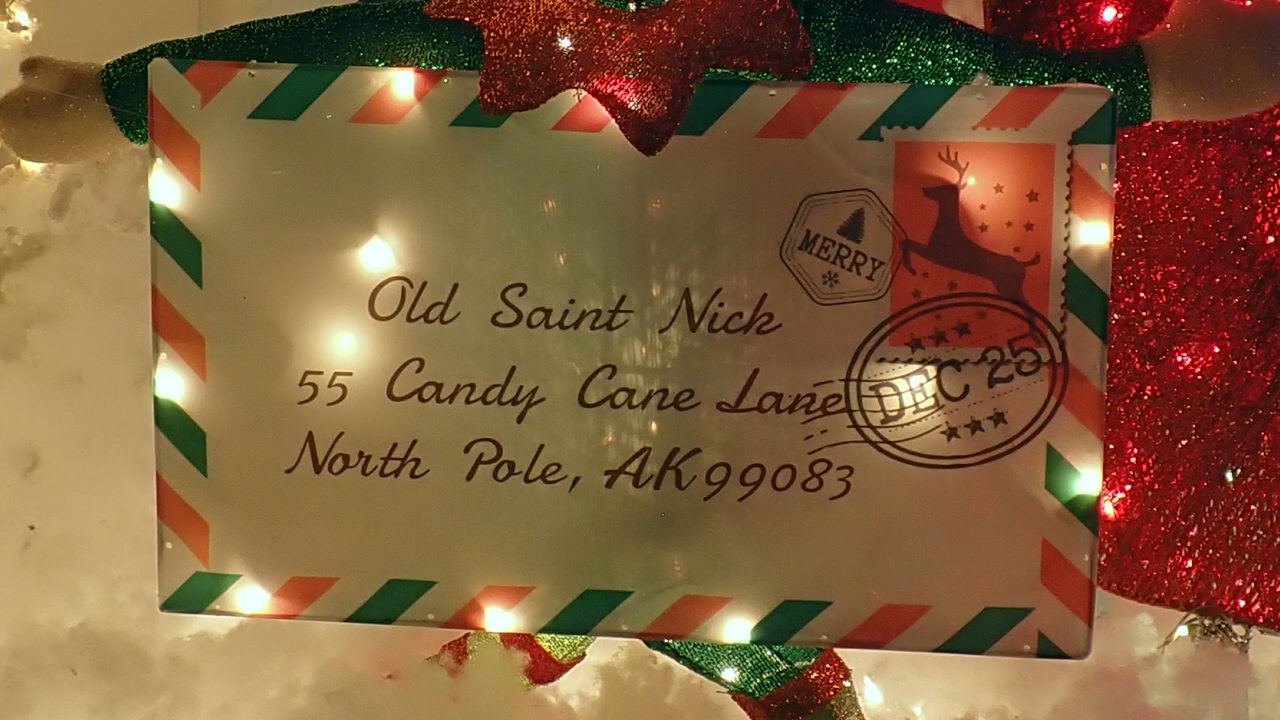 MERRY
Old Saint Nick
DEC 25
55 Candy Cane Lane
North Pole, AK 99083